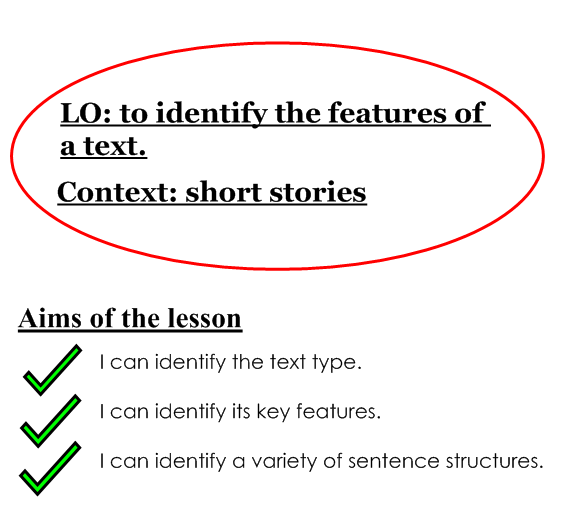 LO: to identify the features of
a text.
Context: short stories
Aims of the lesson
I can identify the text type.
I can identify its key features.
I can identify a variety of sentence structures.